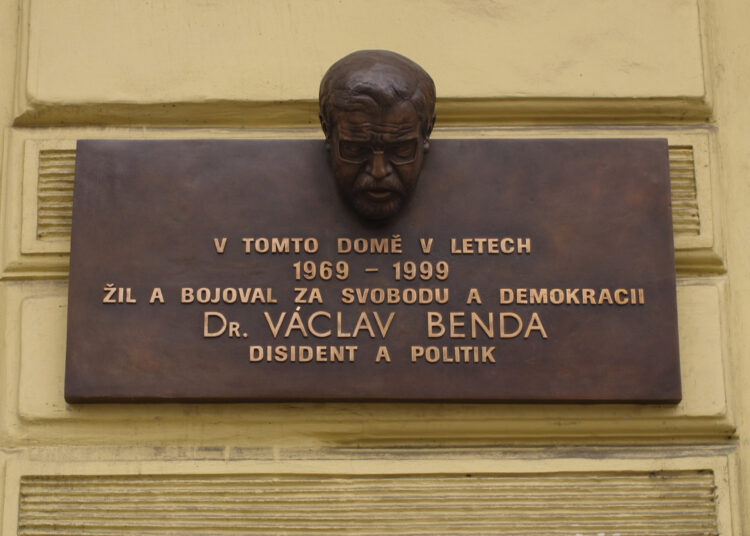 V TOMTO DOMĚ V LETECH
1969 – 1999
ŽIL A BOJOVAL ZA SVOBODU A DEMOKRACII
DR. VÁCLAV BENDA
DISIDENT A POLITIK